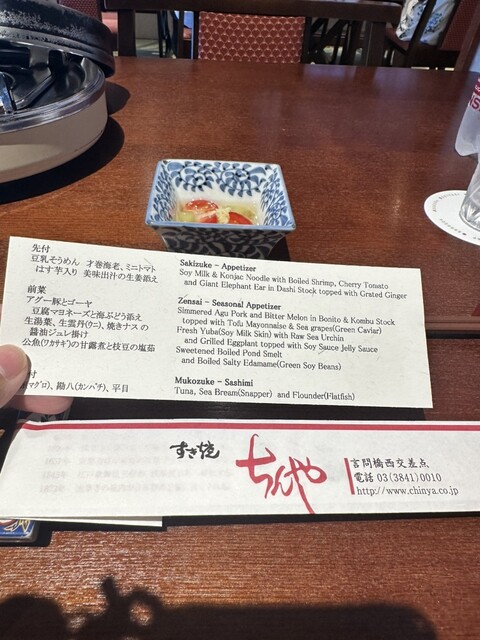 先付
豆乳そうめん 才巻海老、ミニトマト
はす芋入り 美味出汁の生姜添え
前菜
アグー豚とゴーヤ
豆腐マヨネーズと海ぶどう添え
生湯葉、生雲丹(ウニ)、焼きナスの
醤油ジュレ掛け
公魚(ワカサギ)の甘露煮と枝豆の塩茹
付
マグロ)、勘八(カンパチ)、平目
Sakizuke - Appetizer
Soy Milk & Konjac Noodle with Boiled Shrimp, Cherry Tomato
and Giant Elephant Ear in Dashi Stock topped with Grated Ginger
Zensai - Seasonal Appetizer
Simmered Agu Pork and Bitter Melon in Bonito & Kombu Stock
topped with Tofu Mayonnaise & Sea grapes(Green Caviar)
Fresh Yuba(Soy Milk Skin) with Raw Sea Urchin
and Grilled Eggplant topped with Soy Sauce Jelly Sauce
Sweetened Boiled Pond Smelt
and Boiled Salty Edamame(Green Soy Beans)
Mukozuke - Sashimi
Tuna, Sea Bream(Snapper) and Flounder(Flatfish)
すき焼
ちんや
言問橋西交差点
電話 03(3841)0010
http://www.chinya.co.jp